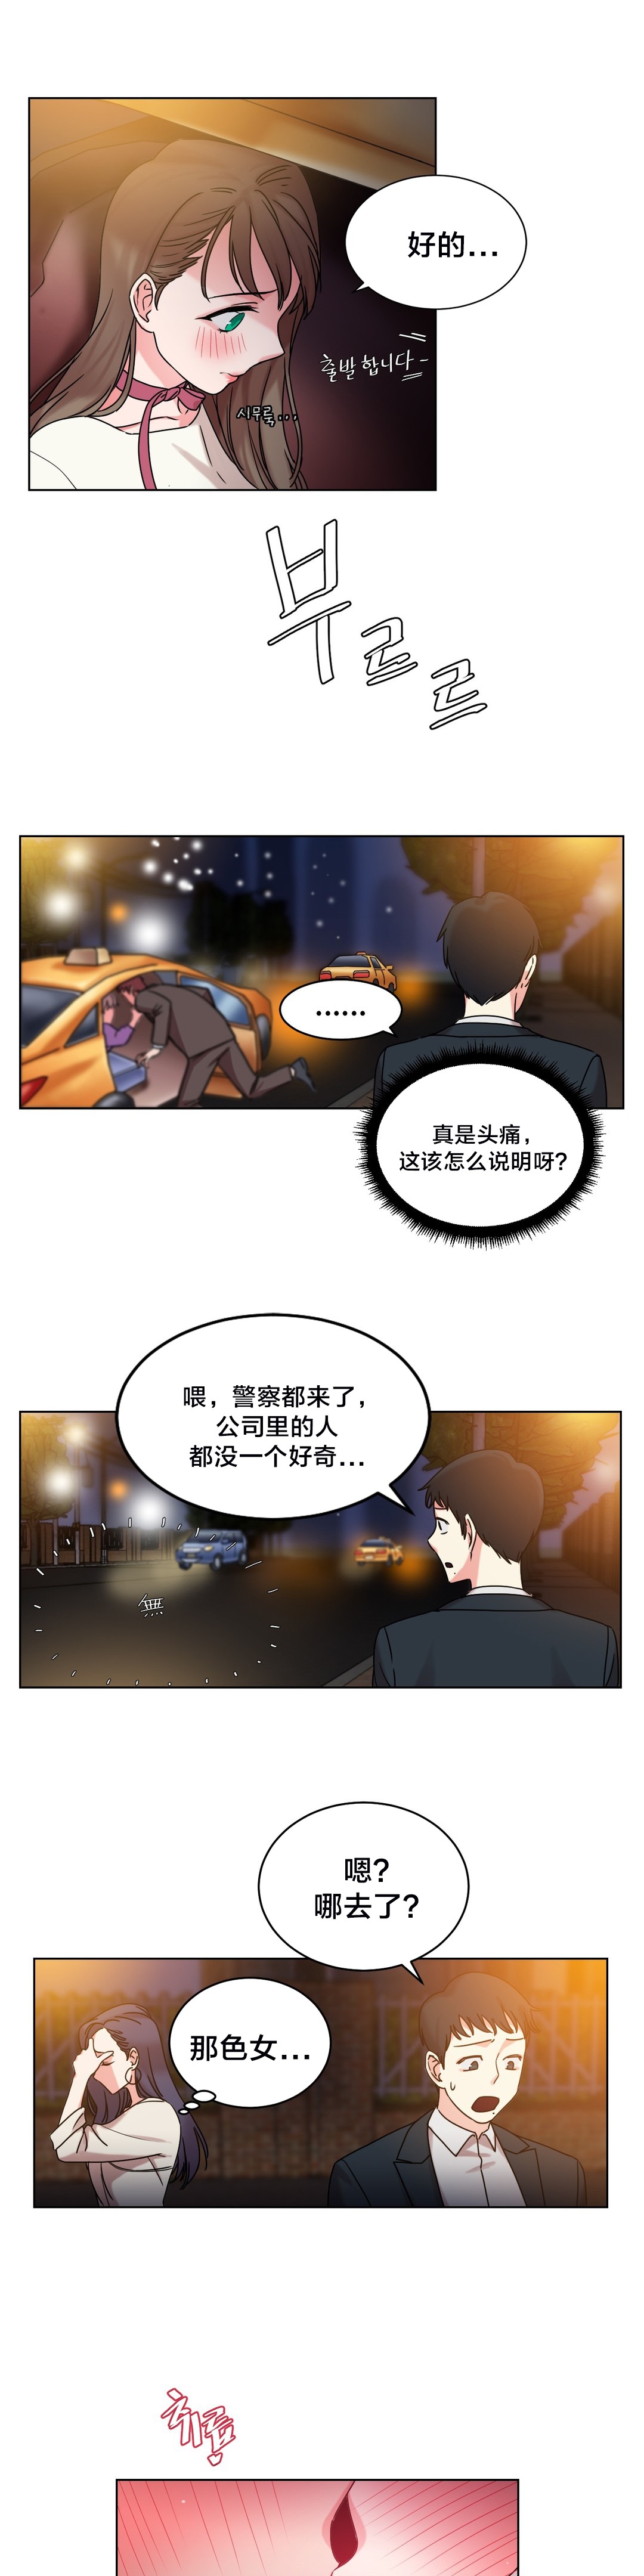 好的...
출발합니다-
시무룩...
부르르
......
真是头痛，
这该怎么说明呀？
喂，警察都来了，
公司里的人
都没一个好奇...
無
嗯？
哪去了？
那色女...